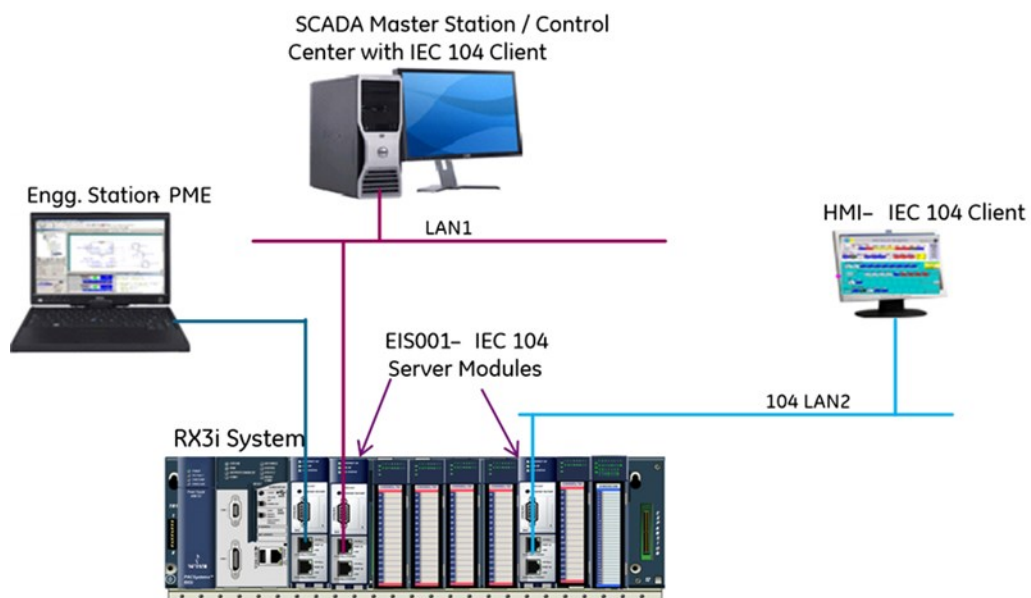 SCADA Master Station / Control
Center with IEC 104 Client
Engg. Station+ PME
HMI– IEC 104 Client
LAN1
EIS001– IEC 104
Server Modules
104 LAN2
RX3i System